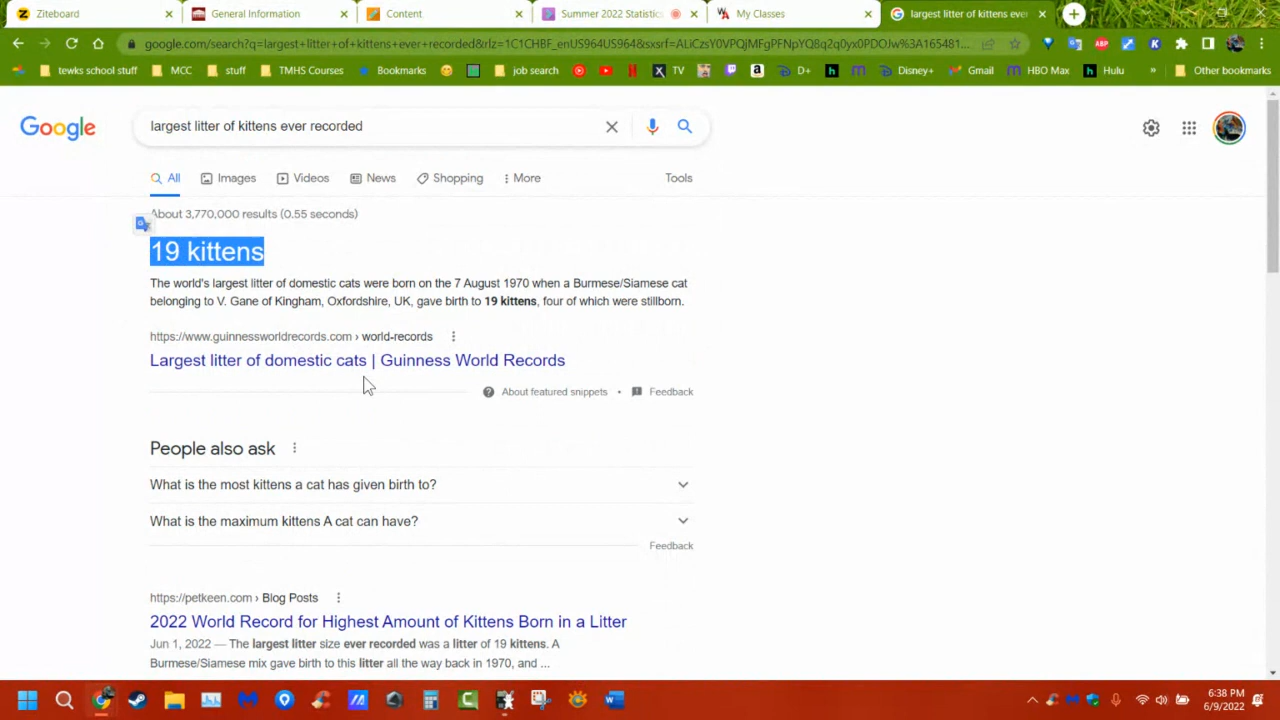 Ziteboard
General Information
Content
Summer 2022 Statistics
My Classes
largest litter of kittens eve
google.com/search?q=largest+litter+of+kittens+ever+recorded&rlz=1C1CHBF_enUS964US964&sxsrf=ALiCzsY0VPQJMgFPfNpYQ8q2q0yx0PDOJw%3A165481...
tewks school stuff
MCC
stuff
TMHS Courses
Bookmarks
job search
TV
D+
Disney+
Gmail
HBO Max
Hulu
Other bookmarks
Google
largest litter of kittens ever recorded
All
Images
Videos
News
Shopping
More
Tools
About 3,770,000 results (0.55 seconds)
19 kittens
The world's largest litter of domestic cats were born on the 7 August 1970 when a Burmese/Siamese cat
belonging to V. Gane of Kingham, Oxfordshire, UK, gave birth to 19 kittens, four of which were stillborn.
https://www.guinnessworldrecords.com › world-records
Largest litter of domestic cats | Guinness World Records
About featured snippets • Feedback
People also ask
What is the most kittens a cat has given birth to?
What is the maximum kittens A cat can have?
Feedback
https://petkeen.com › Blog Posts
2022 World Record for Highest Amount of Kittens Born in a Litter
Jun 1, 2022 — The largest litter size ever recorded was a litter of 19 kittens. A
Burmese/Siamese mix gave birth to this litter all the way back in 1970, and ...
6:38 PM
6/9/2022